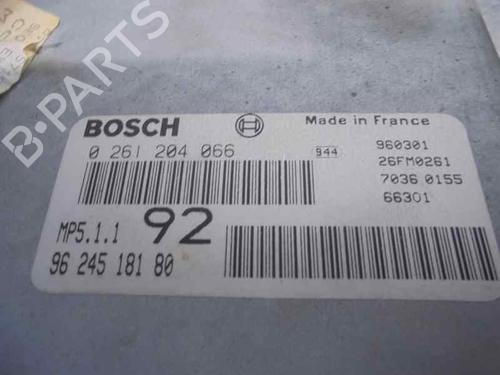 B-PARTS
BOSCH Made in France
0 261 204 066 944 960301
26FM0261
7036 0155
66301
MP5.1.1 92
96 245 181 80